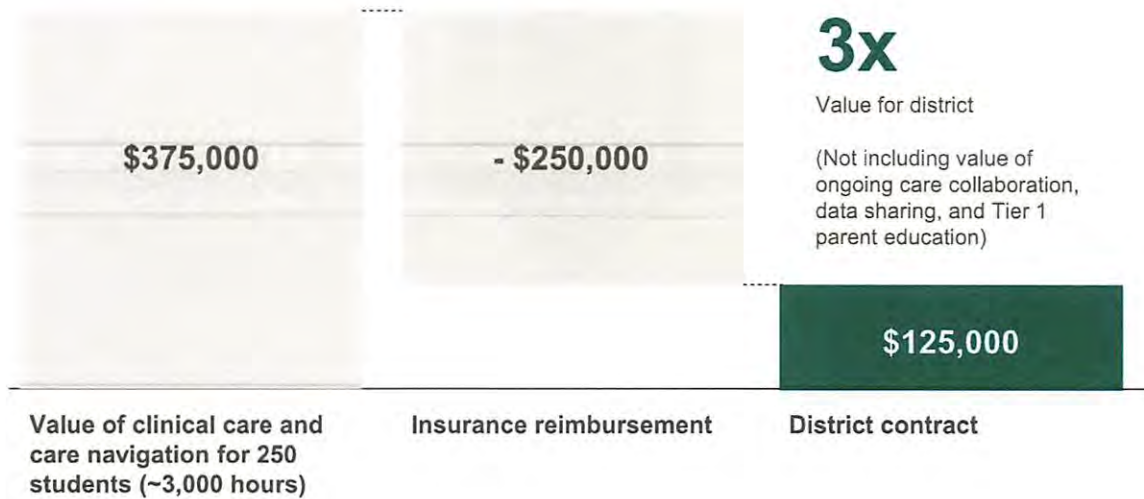 3x
Value for district
(Not including value of
ongoing care collaboration,
data sharing, and Tier 1
parent education)
$375,000
- $250,000
$125,000
Value of clinical care and
care navigation for 250
students (~3,000 hours)
Insurance reimbursement
District contract